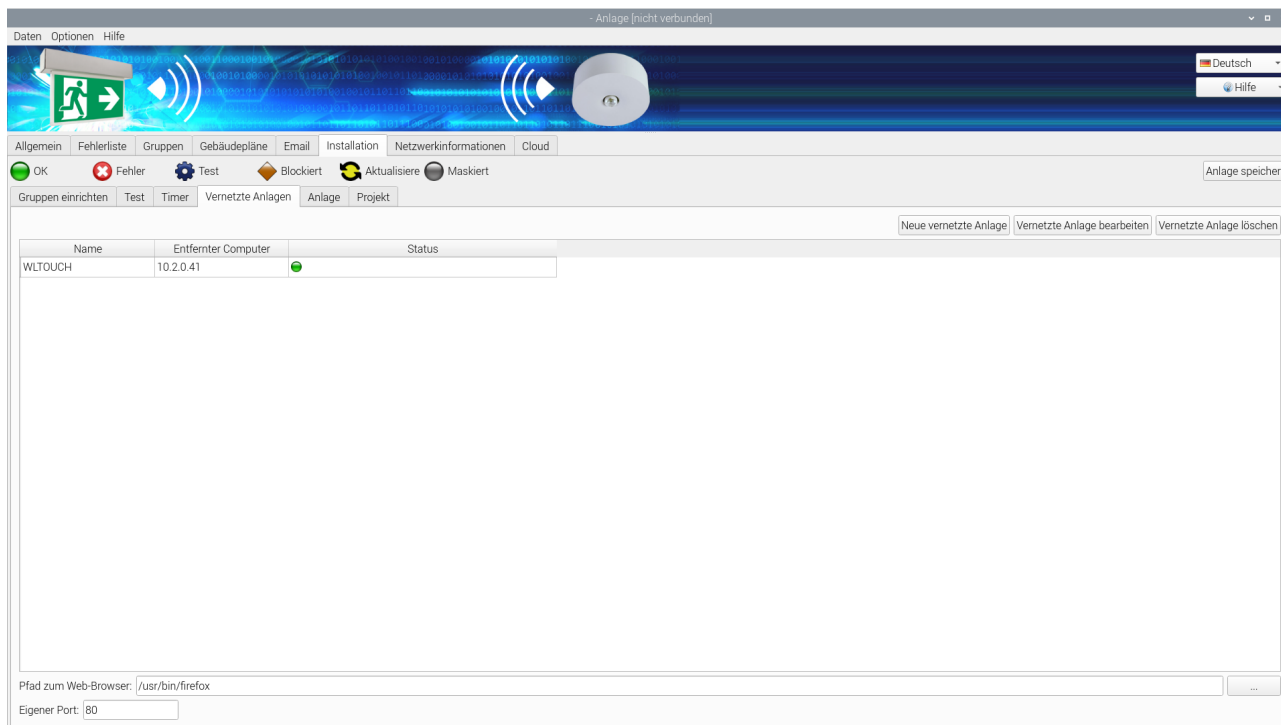 - Anlage [nicht verbunden]
Daten Optionen Hilfe
Deutsch
Hilfe
Allgemein Fehlerliste Gruppen Gebäudepläne Email Installation Netzwerkinformationen Cloud
OK Fehler Test Blockiert Aktualisiere Maskiert Anlage speicher
Gruppen einrichten Test Timer Vernetzte Anlagen Anlage Projekt
Neue vernetzte Anlage Vernetzte Anlage bearbeiten Vernetzte Anlage löschen
Name Entfernter Computer Status
WLTOUCH 10.2.0.41
Pfad zum Web-Browser: /usr/bin/firefox ...
Eigener Port: 80